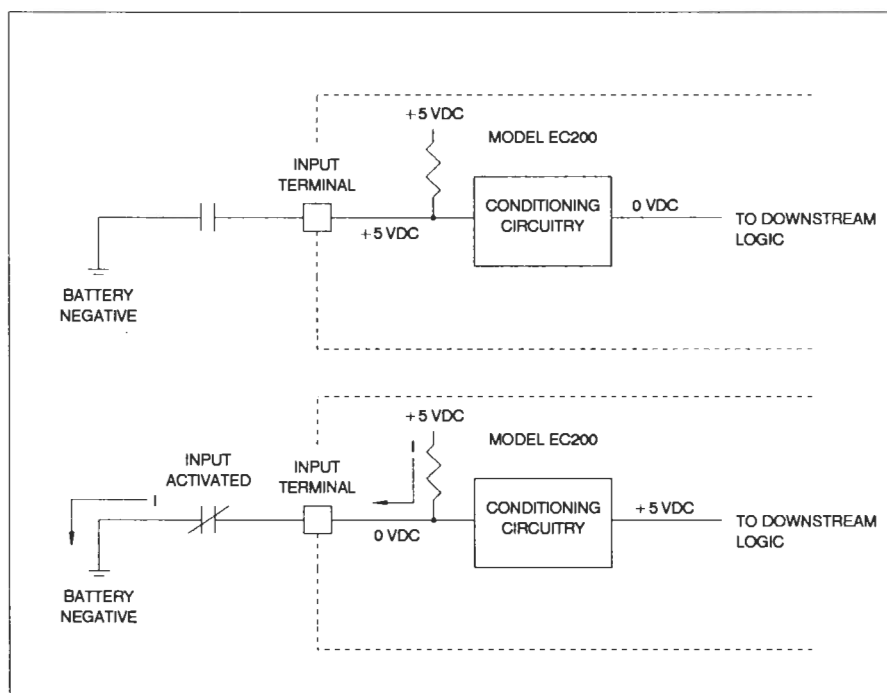 +5 VDC
MODEL EC200
INPUT
TERMINAL
CONDITIONING
CIRCUITRY
0 VDC
TO DOWNSTREAM
LOGIC
+5 VDC
BATTERY
NEGATIVE
+5 VDC
MODEL EC200
INPUT
ACTIVATED
INPUT
TERMINAL
I
I
CONDITIONING
CIRCUITRY
+5 VDC
TO DOWNSTREAM
LOGIC
0 VDC
BATTERY
NEGATIVE